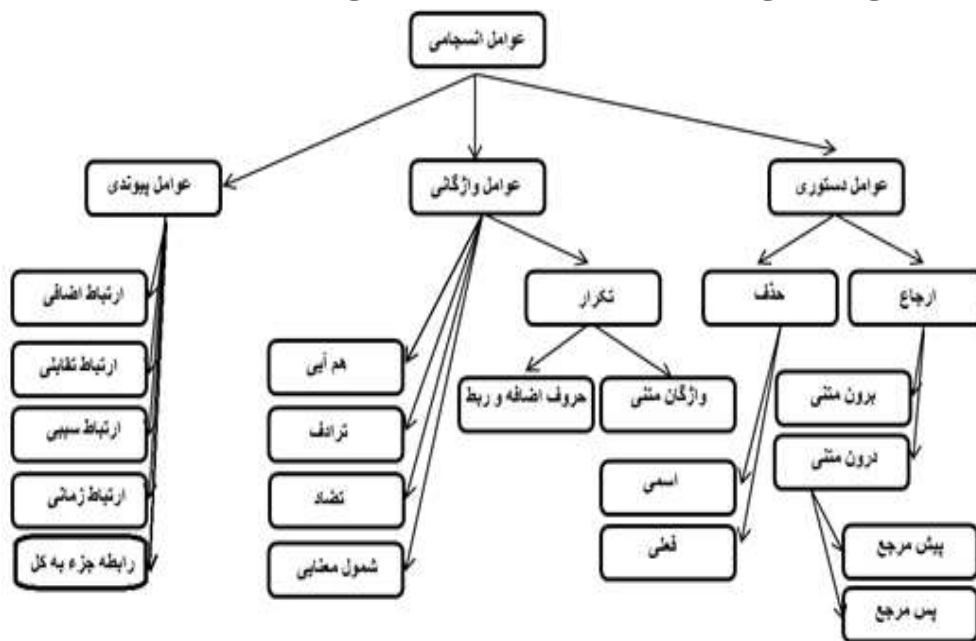 عوامل انسجامی
عوامل دستوری
عوامل واژگانی
عوامل پیوندی
ارجاع
حذف
تکرار
ارتباط اضافی
برون متنی
واژگان متنی
حروف اضافه و ربط
هم آیی
ارتباط تقابلی
درون متنی
ترادف
ارتباط سببی
اسمی
تضاد
ارتباط زمانی
پیش مرجع
فعلی
شمول معنایی
رابطه جزء به کل
پس مرجع